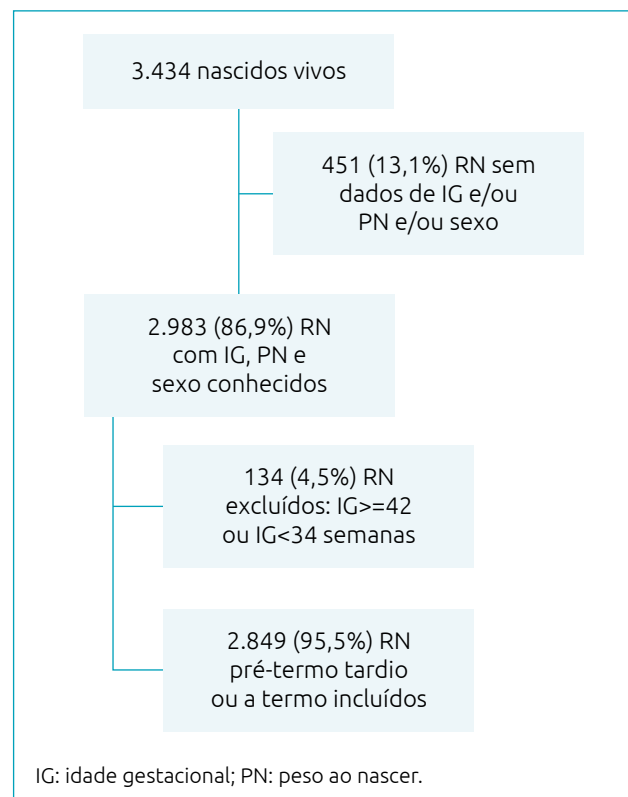 3.434 nascidos vivos
451 (13,1%) RN sem
dados de IG e/ou
PN e/ou sexo
2.983 (86,9%) RN
com IG, PN e
sexo conhecidos
134 (4,5%) RN
excluídos: IG>=42
ou IG<34 semanas
2.849 (95,5%) RN
pré-termo tardio
ou a termo incluídos
IG: idade gestacional; PN: peso ao nascer.